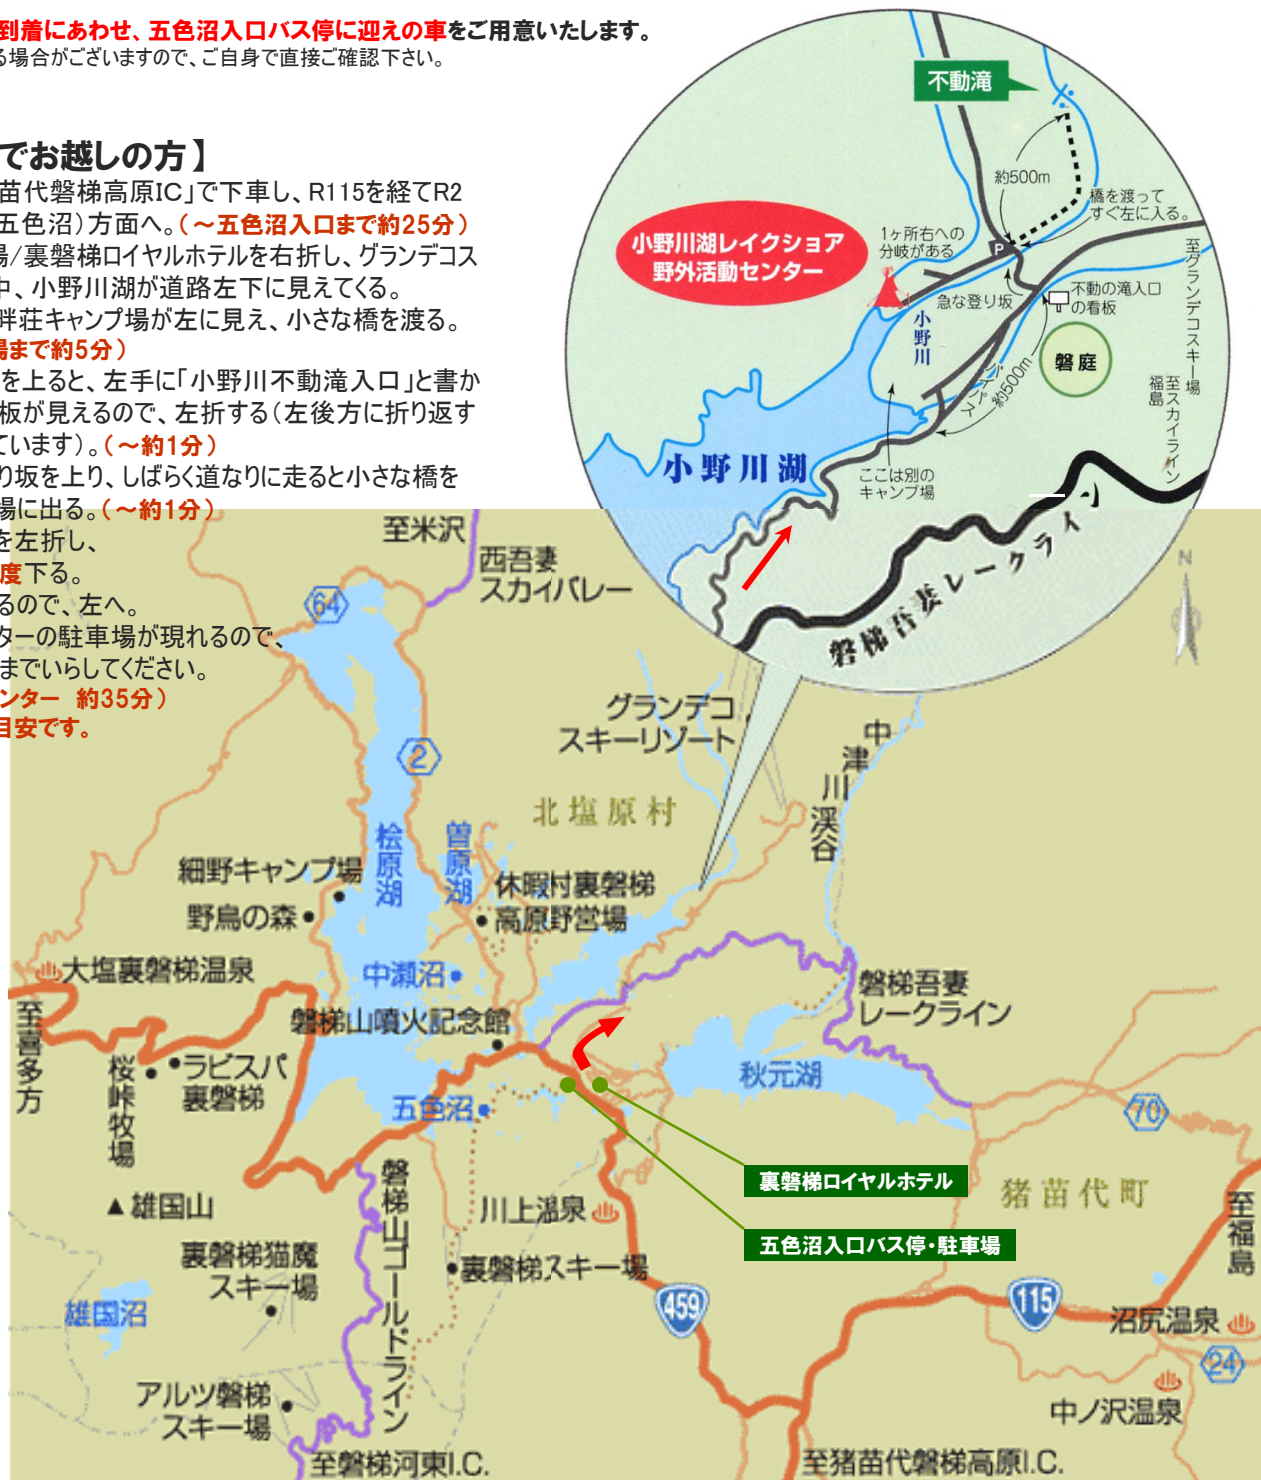 到着にあわせ、五色沼入口バス停に迎えの車をご用意いたします。
る場合がございますので、ご自身で直接ご確認下さい。
でお越しの方】
苗代磐梯高原IC」で下車し、R115を経てR2
五色沼）方面へ。（～五色沼入口まで約25分）
場/裏磐梯ロイヤルホテルを右折し、グランデコス
中、小野川湖が道路左下に見えてくる。
畔荘キャンプ場が左に見え、小さな橋を渡る。
場まで約5分）
を上ると、左手に「小野川不動滝入口」と書か
板が見えるので、左折する（左後方に折り返す
ています）。（～約1分）
り坂を上り、しばらく道なりに走ると小さな橋を
場に出る。（～約1分）
を左折し、
度下る。
るので、左へ。
ターの駐車場が現れるので、
までいらしてください。
ンター 約35分）
目安です。
不動滝
約500m
橋を渡って
すぐ左に入る。
小野川湖レイクショア
野外活動センター
1ヶ所右への
分岐がある
P
急な登り坂
不動の滝入口
の看板
小野川
磐庭
バイパス
約500m
至グランデコスキー場
至スカイライン
福島
小野川湖
ここは別の
キャンプ場
磐梯吾妻レークライン
N
至米沢
西吾妻
スカイバレー
64
2
グランデコ
スキーリゾート
中津川渓谷
北塩原村
桧原湖
曽原湖
細野キャンプ場
野鳥の森
休暇村裏磐梯
高原野営場
大塩裏磐梯温泉
中瀬沼
磐梯吾妻
レークライン
至喜多方
磐梯山噴火記念館
桜峠牧場
ラビスパ
裏磐梯
五色沼
秋元湖
70
裏磐梯ロイヤルホテル
猪苗代町
五色沼入口バス停・駐車場
至福島
雄国山
磐梯山ゴールドライン
川上温泉
裏磐梯猫魔
スキー場
裏磐梯スキー場
雄国沼
459
115
沼尻温泉
24
アルツ磐梯
スキー場
中ノ沢温泉
至磐梯河東I.C.
至猪苗代磐梯高原I.C.